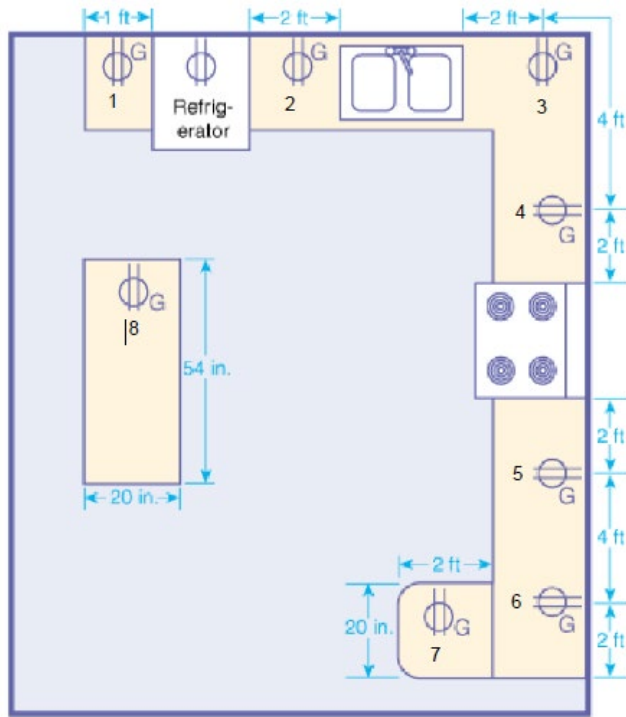 1 ft
2 ft
2 ft
G
G
G
1
Refrig-
erator
2
3
4 ft
4
G
2 ft
G
|8
54 in.
2 ft
5
G
20 in.
4 ft
2 ft
6
G
20 in.
G
7
2 ft